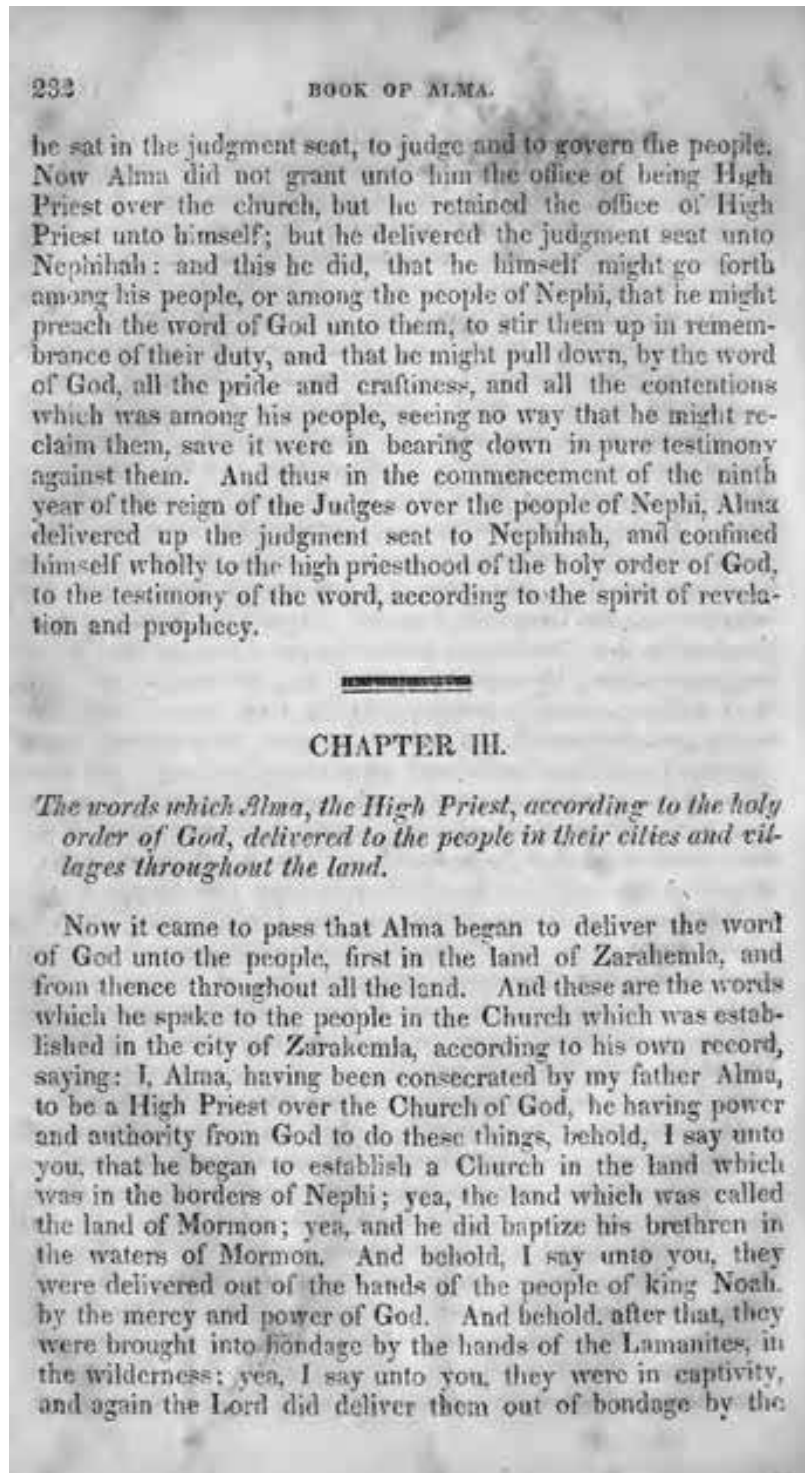 232 BOOK OF ALMA.
he sat in the judgment seat, to judge and to govern the people.
Now Alma did not grant unto him the office of being High
Priest over the church, but he retained the office of High
Priest unto himself; but he delivered the judgment seat unto
Nephihah: and this he did, that he himself might go forth
among his people, or among the people of Nephi, that he might
preach the word of God unto them, to stir them up in remem-
brance of their duty, and that he might pull down, by the word
of God, all the pride and craftiness, and all the contentions
which was among his people, seeing no way that he might re-
claim them, save it were in bearing down in pure testimony
against them. And thus in the commencement of the ninth
year of the reign of the Judges over the people of Nephi, Alma
delivered up the judgment seat to Nephihah, and confined
himself wholly to the high priesthood of the holy order of God,
to the testimony of the word, according to the spirit of revela-
tion and prophecy.
CHAPTER III.
The words which Alma, the High Priest, according to the holy
order of God, delivered to the people in their cities and vil-
lages throughout the land.
Now it came to pass that Alma began to deliver the word
of God unto the people, first in the land of Zarahemla, and
from thence throughout all the land. And these are the words
which he spake to the people in the Church which was estab-
lished in the city of Zarahemla, according to his own record,
saying: I, Alma, having been consecrated by my father Alma,
to be a High Priest over the Church of God, he having power
and authority from God to do these things, behold, I say unto
you, that he began to establish a Church in the land which
was in the borders of Nephi; yea, the land which was called
the land of Mormon; yea, and he did baptize his brethren in
the waters of Mormon. And behold, I say unto you, they
were delivered out of the hands of the people of king Noah,
by the mercy and power of God. And behold, after that, they
were brought into bondage by the hands of the Lamanites, in
the wilderness; yea, I say unto you, they were in captivity,
and again the Lord did deliver them out of bondage by the